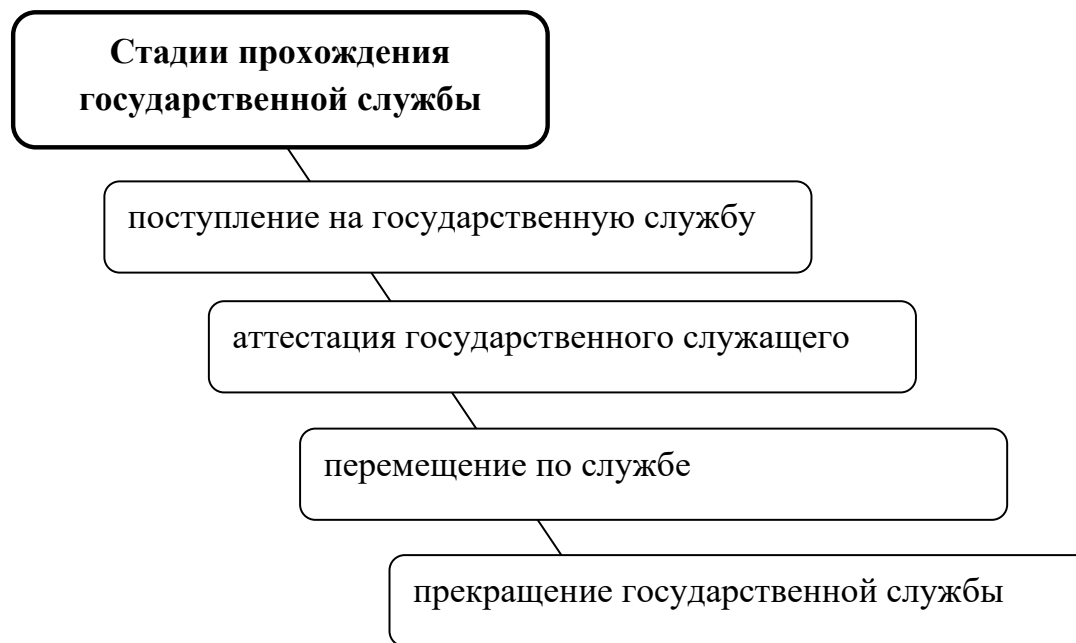 Стадии прохождения
государственной службы
поступление на государственную службу
аттестация государственного служащего
перемещение по службе
прекращение государственной службы